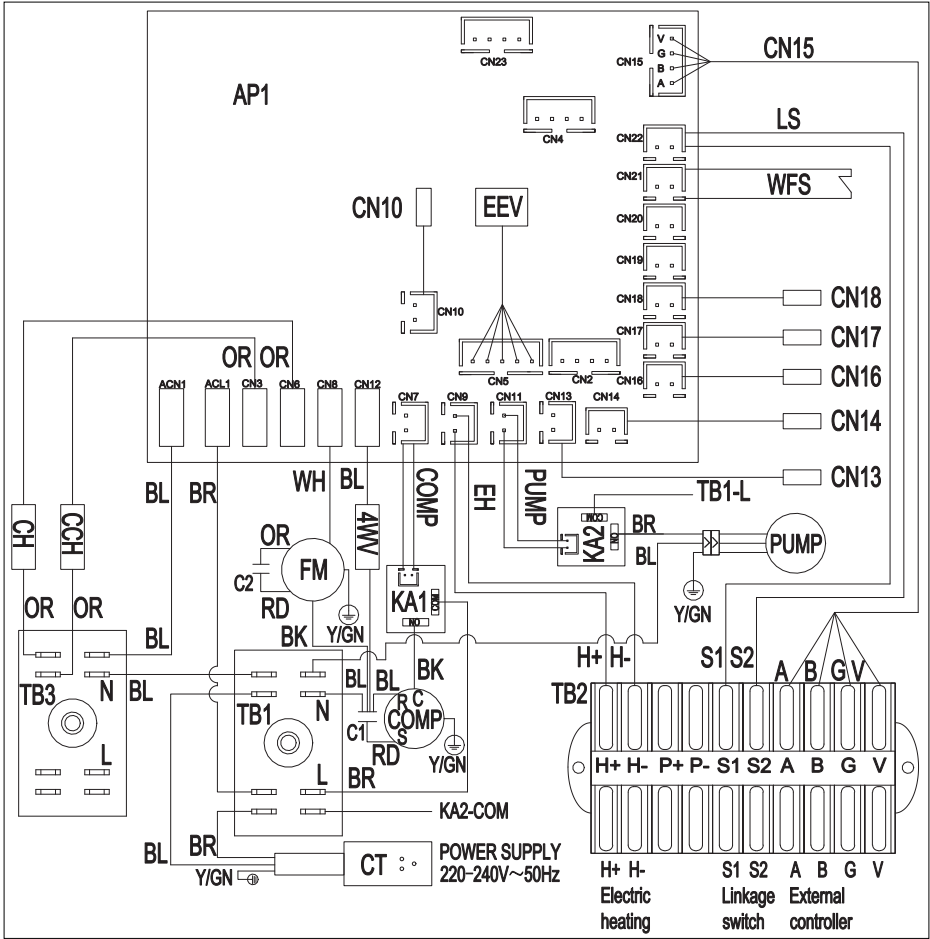 CN23
V
G
B
A
CN15
CN15
AP1
CN4
LS
CN22
CN21
WFS
CN10
EEV
CN20
CN19
CN10
CN18
CN18
CN17
CN17
OR OR
CN5
CN2
CN16
CN16
ACN1
ACL1
CN3
CN6
CN8
CN12
CN7
CN9
CN11
CN13
CN14
CN14
CN13
BL
BR
WH
BL
COMP
EH
PUMP
TB1-L
CH
CCH
4WV
COM
NO
KA2
BR
BL
PUMP
OR
C2
FM
RD
Y/GN
KA1
COM
NO
Y/GN
OR
OR
BL
BK
BK
H+ H-
S1 S2
A
B
G
V
TB3
N
BL
TB1
N
BL
BL
C1
R
C
COMP
S
RD
Y/GN
TB2
L
L
BR
H+
H-
P+
P-
S1
S2
A
B
G
V
KA2-COM
BL
BR
Y/GN
CT
POWER SUPPLY
220-240V～50Hz
H+ H-
Electric
heating
S1 S2
Linkage
switch
A B G V
External
controller